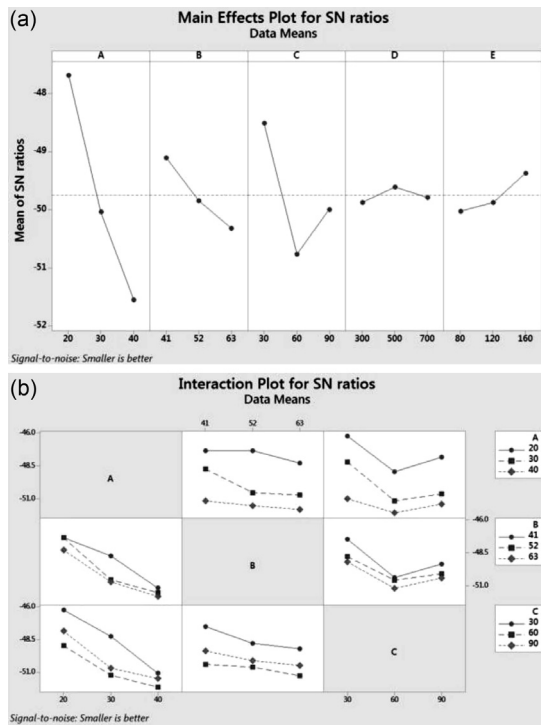 (a)
Main Effects Plot for SN ratios
Data Means
A B C D E
Mean of SN ratios
-48
-49
-50
-51
-52
20 30 40 41 52 63 30 60 90 300 500 700 80 120 160
Signal-to-noise: Smaller is better
(b)
Interaction Plot for SN ratios
Data Means
41 52 63
-46.0
-48.5
-51.0
A
A
20
30
40
B
-46.0
-48.5
-51.0
B
41
52
63
-46.0
-48.5
-51.0
C
C
30
60
90
20 30 40 30 60 90
Signal-to-noise: Smaller is better